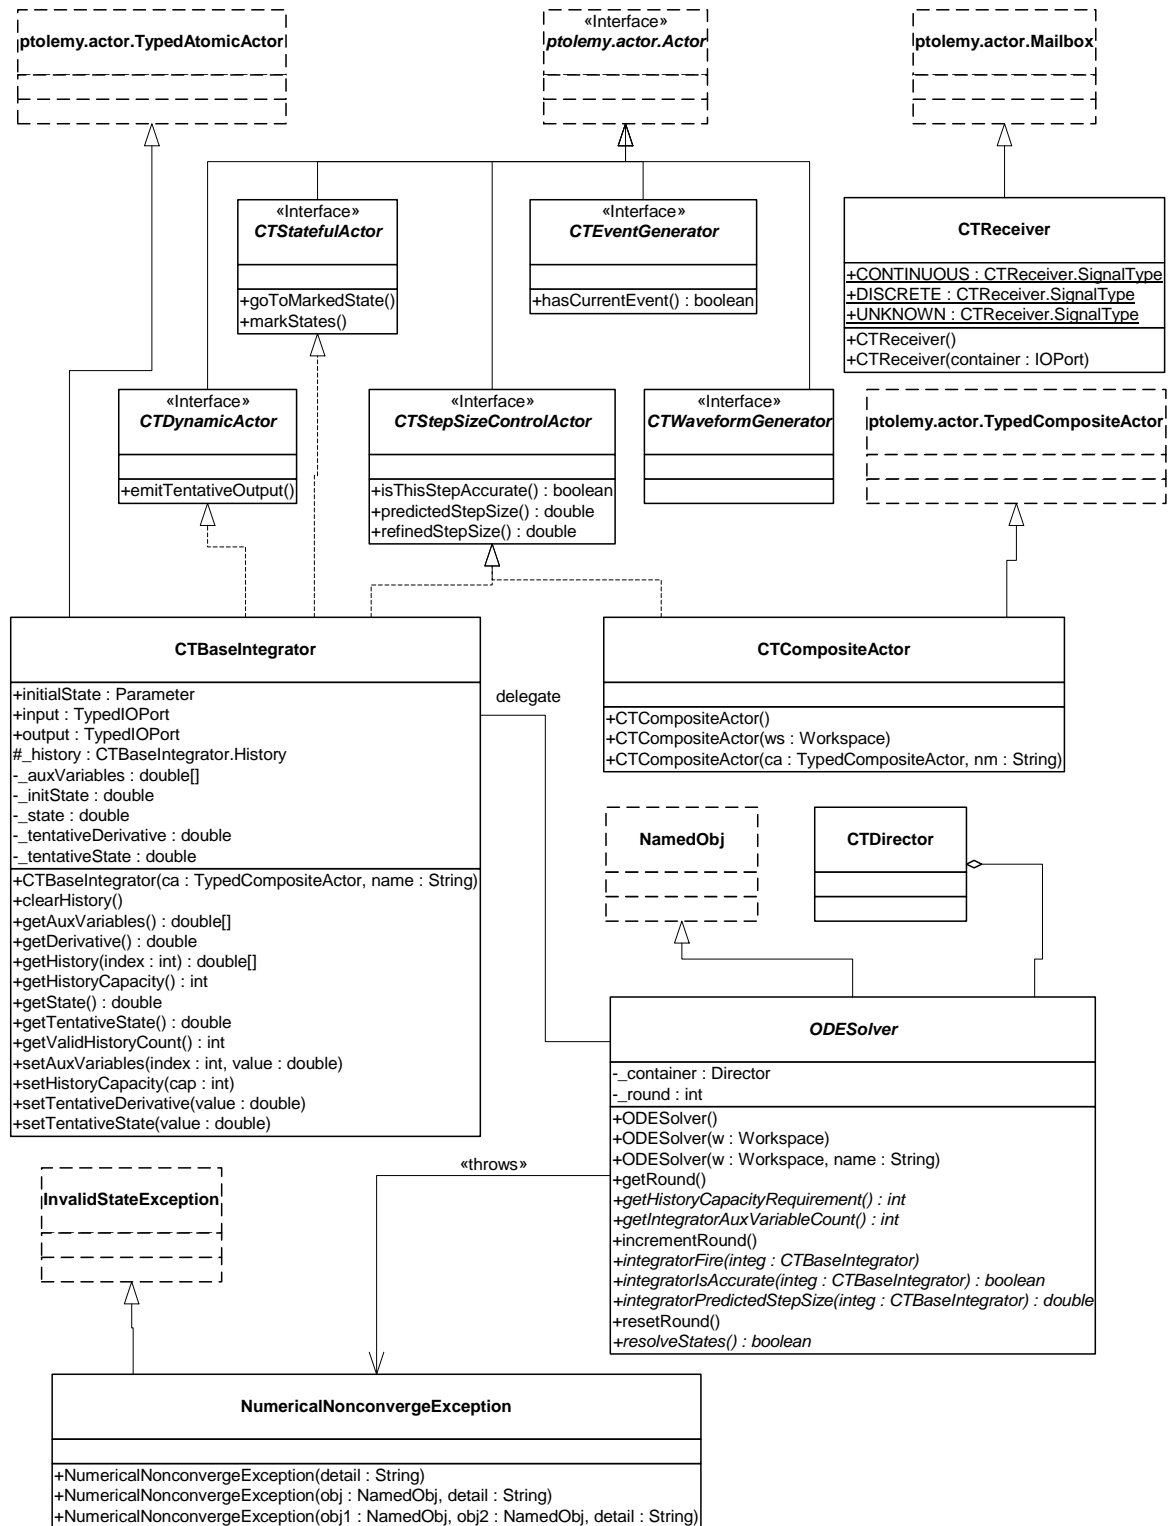 ptolemy.actor.TypedAtomicActor
«Interface»
ptolemy.actor.Actor
ptolemy.actor.Mailbox
«Interface»
CTStatefulActor
+goToMarkedState()
+markStates()
«Interface»
CTEventGenerator
+hasCurrentEvent() : boolean
CTReceiver
+CONTINUOUS : CTReceiver.SignalType
+DISCRETE : CTReceiver.SignalType
+UNKNOWN : CTReceiver.SignalType
+CTReceiver()
+CTReceiver(container : IOPort)
«Interface»
CTDynamicActor
+emitTentativeOutput()
«Interface»
CTStepSizeControlActor
+isThisStepAccurate() : boolean
+predictedStepSize() : double
+refinedStepSize() : double
«Interface»
CTWaveformGenerator
ptolemy.actor.TypedCompositeActor
CTBaseIntegrator
+initialState : Parameter
+input : TypedIOPort
+output : TypedIOPort
#_history : CTBaseIntegrator.History
-_auxVariables : double[]
-_initState : double
-_state : double
-_tentativeDerivative : double
-_tentativeState : double
+CTBaseIntegrator(ca : TypedCompositeActor, name : String)
+clearHistory()
+getAuxVariables() : double[]
+getDerivative() : double
+getHistory(index : int) : double[]
+getHistoryCapacity() : int
+getState() : double
+getTentativeState() : double
+getValidHistoryCount() : int
+setAuxVariables(index : int, value : double)
+setHistoryCapacity(cap : int)
+setTentativeDerivative(value : double)
+setTentativeState(value : double)
delegate
CTCompositeActor
+CTCompositeActor()
+CTCompositeActor(ws : Workspace)
+CTCompositeActor(ca : TypedCompositeActor, nm : String)
NamedObj
CTDirector
ODESolver
-_container : Director
-_round : int
+ODESolver()
+ODESolver(w : Workspace)
+ODESolver(w : Workspace, name : String)
+getRound()
+getHistoryCapacityRequirement() : int
+getIntegratorAuxVariableCount() : int
+incrementRound()
+integratorFire(integ : CTBaseIntegrator)
+integratorIsAccurate(integ : CTBaseIntegrator) : boolean
+integratorPredictedStepSize(integ : CTBaseIntegrator) : double
+resetRound()
+resolveStates() : boolean
«throws»
InvalidStateException
NumericalNonconvergeException
+NumericalNonconvergeException(detail : String)
+NumericalNonconvergeException(obj : NamedObj, detail : String)
+NumericalNonconvergeException(obj1 : NamedObj, obj2 : NamedObj, detail : String)